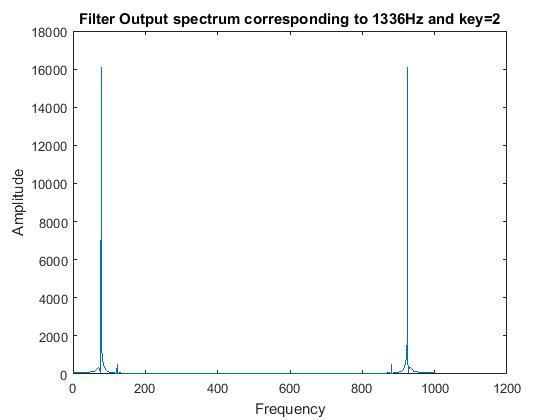 Filter Output spectrum corresponding to 1336Hz and key=2
18000
16000
14000
12000
10000
8000
6000
4000
2000
0
Amplitude
0 200 400 600 800 1000 1200
Frequency